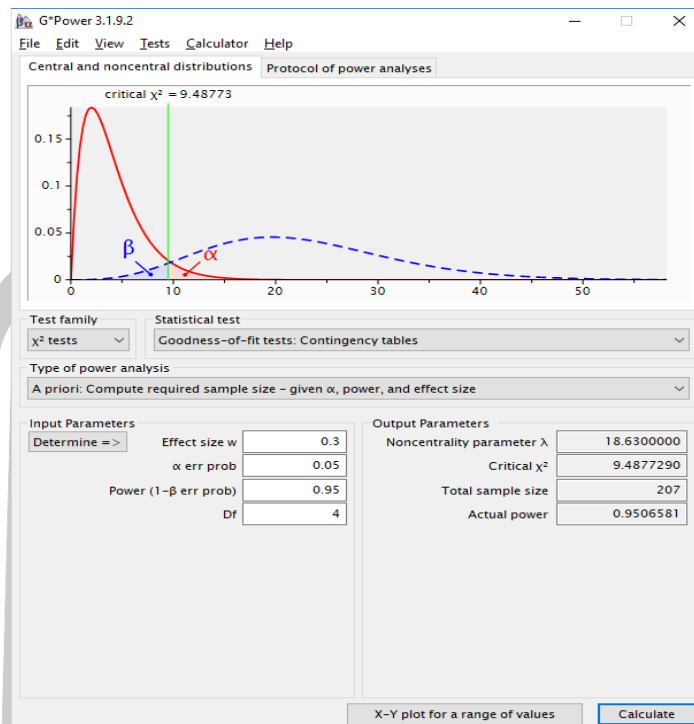 G*Power 3.1.9.2
File Edit View Tests Calculator Help
Central and noncentral distributions Protocol of power analyses
critical χ² = 9.48773
0.15
0.1
0.05
0
β
α
0 10 20 30 40 50
Test family Statistical test
χ² tests Goodness-of-fit tests: Contingency tables
Type of power analysis
A priori: Compute required sample size - given α, power, and effect size
Input Parameters Output Parameters
Determine => Effect size w 0.3 Noncentrality parameter λ 18.6300000
α err prob 0.05 Critical χ² 9.4877290
Power (1-β err prob) 0.95 Total sample size 207
Df 4 Actual power 0.9506581
X-Y plot for a range of values Calculate